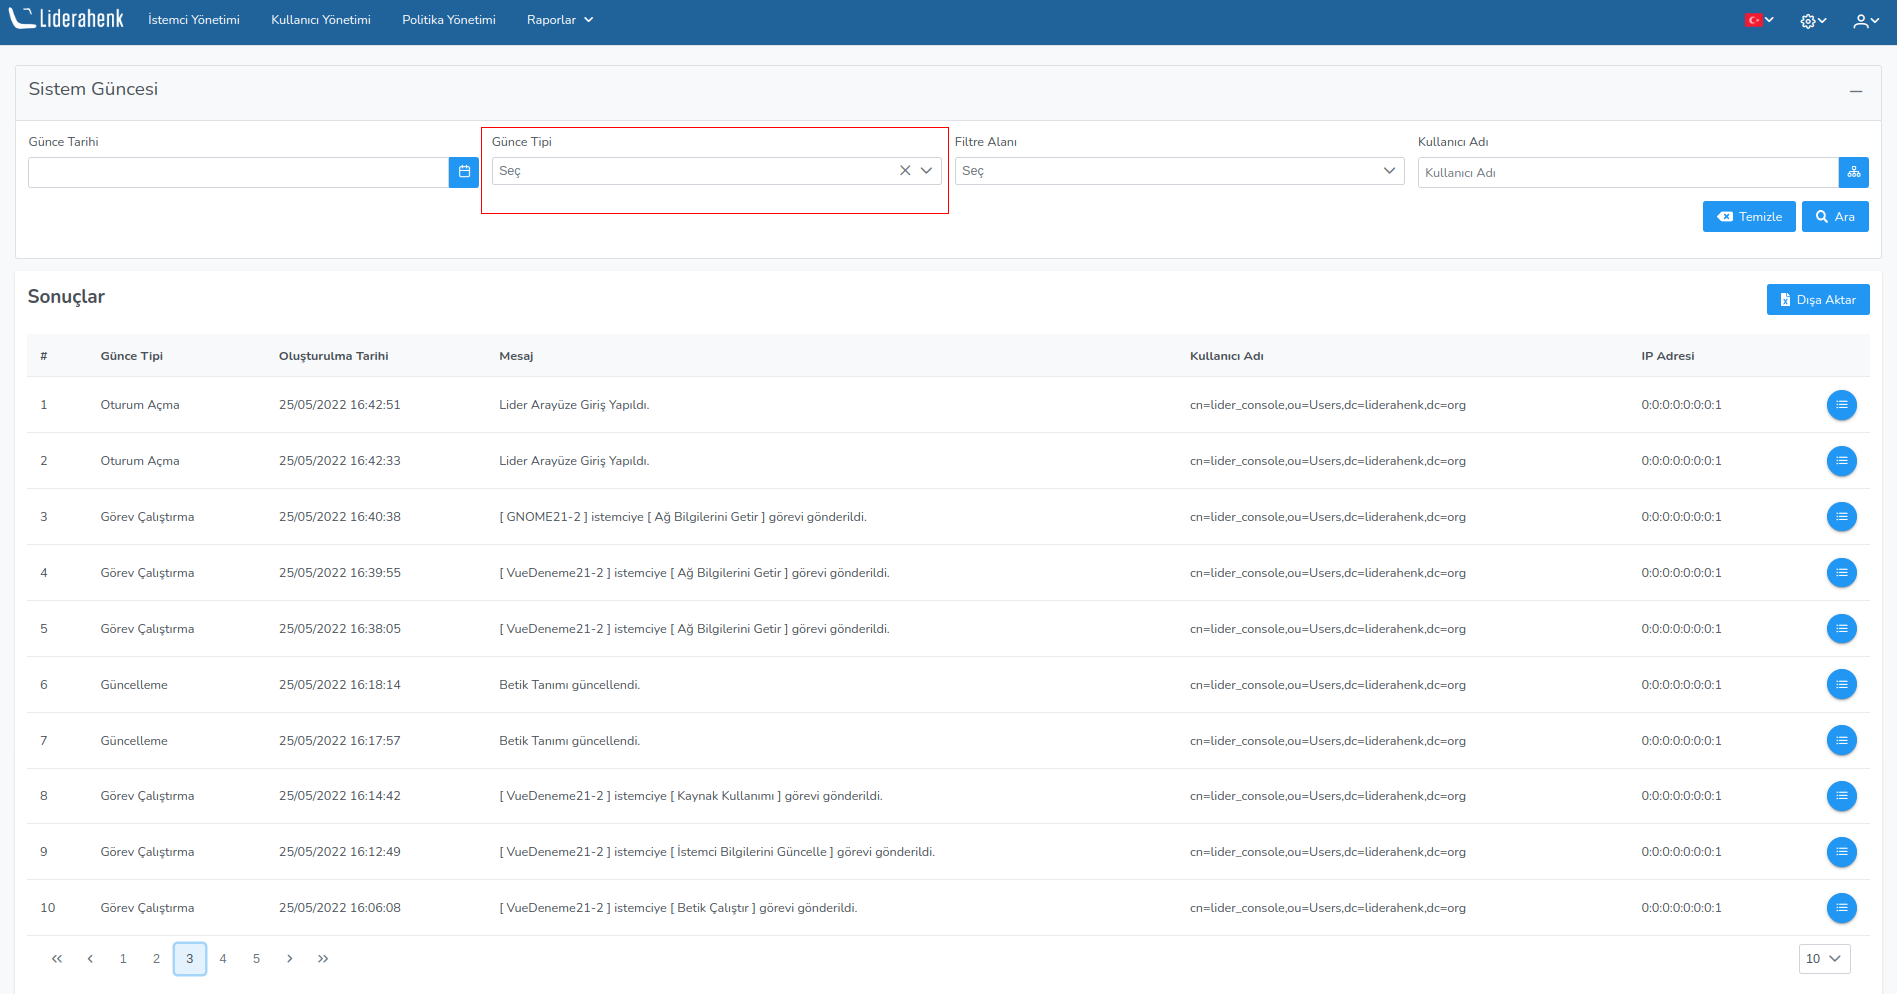 Liderahenk İstemci Yönetimi Kullanıcı Yönetimi Politika Yönetimi Raporlar
Sistem Güncesi
Günce Tarihi Günce Tipi Filtre Alanı Kullanıcı Adı
Seç Seç Kullanıcı Adı
Temizle Ara
Sonuçlar Dışa Aktar
# Günce Tipi Oluşturulma Tarihi Mesaj Kullanıcı Adı IP Adresi
1 Oturum Açma 25/05/2022 16:42:51 Lider Arayüze Giriş Yapıldı. cn=lider_console,ou=Users,dc=liderahenk,dc=org 0:0:0:0:0:0:0:1
2 Oturum Açma 25/05/2022 16:42:33 Lider Arayüze Giriş Yapıldı. cn=lider_console,ou=Users,dc=liderahenk,dc=org 0:0:0:0:0:0:0:1
3 Görev Çalıştırma 25/05/2022 16:40:38 [ GNOME21-2 ] istemciye [ Ağ Bilgilerini Getir ] görevi gönderildi. cn=lider_console,ou=Users,dc=liderahenk,dc=org 0:0:0:0:0:0:0:1
4 Görev Çalıştırma 25/05/2022 16:39:55 [ VueDeneme21-2 ] istemciye [ Ağ Bilgilerini Getir ] görevi gönderildi. cn=lider_console,ou=Users,dc=liderahenk,dc=org 0:0:0:0:0:0:0:1
5 Görev Çalıştırma 25/05/2022 16:38:05 [ VueDeneme21-2 ] istemciye [ Ağ Bilgilerini Getir ] görevi gönderildi. cn=lider_console,ou=Users,dc=liderahenk,dc=org 0:0:0:0:0:0:0:1
6 Güncelleme 25/05/2022 16:18:14 Betik Tanımı güncellendi. cn=lider_console,ou=Users,dc=liderahenk,dc=org 0:0:0:0:0:0:0:1
7 Güncelleme 25/05/2022 16:17:57 Betik Tanımı güncellendi. cn=lider_console,ou=Users,dc=liderahenk,dc=org 0:0:0:0:0:0:0:1
8 Görev Çalıştırma 25/05/2022 16:14:42 [ VueDeneme21-2 ] istemciye [ Kaynak Kullanımı ] görevi gönderildi. cn=lider_console,ou=Users,dc=liderahenk,dc=org 0:0:0:0:0:0:0:1
9 Görev Çalıştırma 25/05/2022 16:12:49 [ VueDeneme21-2 ] istemciye [ İstemci Bilgilerini Güncelle ] görevi gönderildi. cn=lider_console,ou=Users,dc=liderahenk,dc=org 0:0:0:0:0:0:0:1
10 Görev Çalıştırma 25/05/2022 16:06:08 [ VueDeneme21-2 ] istemciye [ Betik Çalıştır ] görevi gönderildi. cn=lider_console,ou=Users,dc=liderahenk,dc=org 0:0:0:0:0:0:0:1
1 2 3 4 5 10